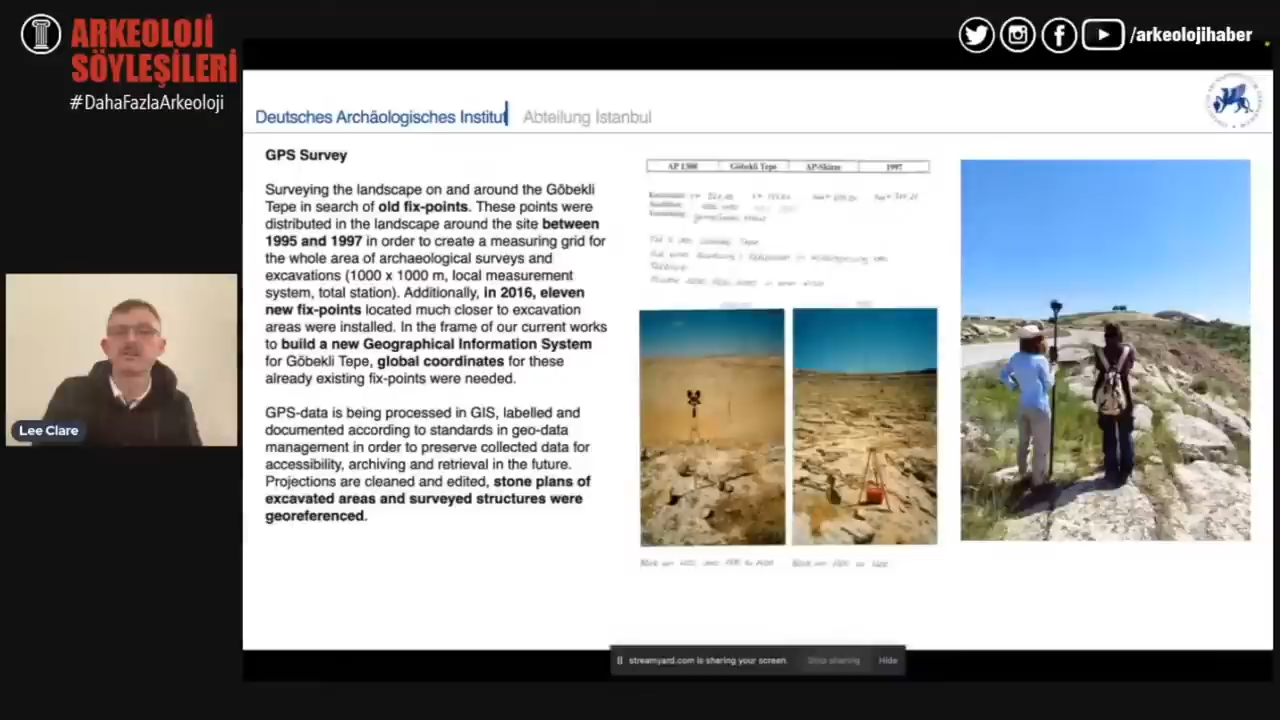 ARKEOLOJİ
SÖYLEŞİLERİ
#DahaFazlaArkeoloji
/arkeolojihaber
Deutsches Archäologisches Institut Abteilung Istanbul
GPS Survey
Surveying the landscape on and around the Göbekli
Tepe in search of old fix-points. These points were
distributed in the landscape around the site between
1995 and 1997 in order to create a measuring grid for
the whole area of archaeological surveys and
excavations (1000 x 1000 m, local measurement
system, total station). Additionally, in 2016, eleven
new fix-points located much closer to excavation
areas were installed. In the frame of our current works
to build a new Geographical Information System
for Göbekli Tepe, global coordinates for these
already existing fix-points were needed.
GPS-data is being processed in GIS, labelled and
documented according to standards in geo-data
management in order to preserve collected data for
accessibility, archiving and retrieval in the future.
Projections are cleaned and edited, stone plans of
excavated areas and surveyed structures were
georeferenced.
Göbekli Tepe 1997
Lee Clare
streamyard.com is sharing your screen. Stop sharing Hide